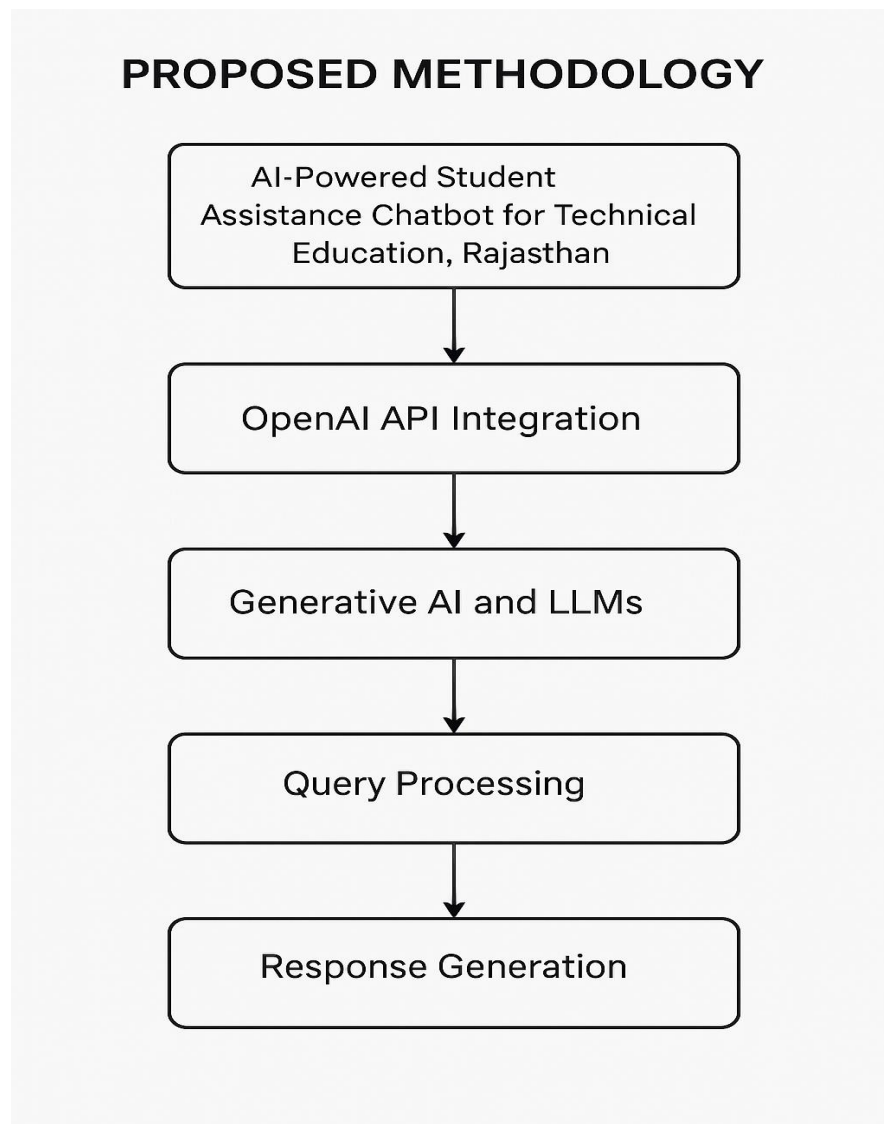 PROPOSED METHODOLOGY
AI-Powered Student
Assistance Chatbot for Technical
Education, Rajasthan
OpenAI API Integration
Generative AI and LLMs
Query Processing
Response Generation